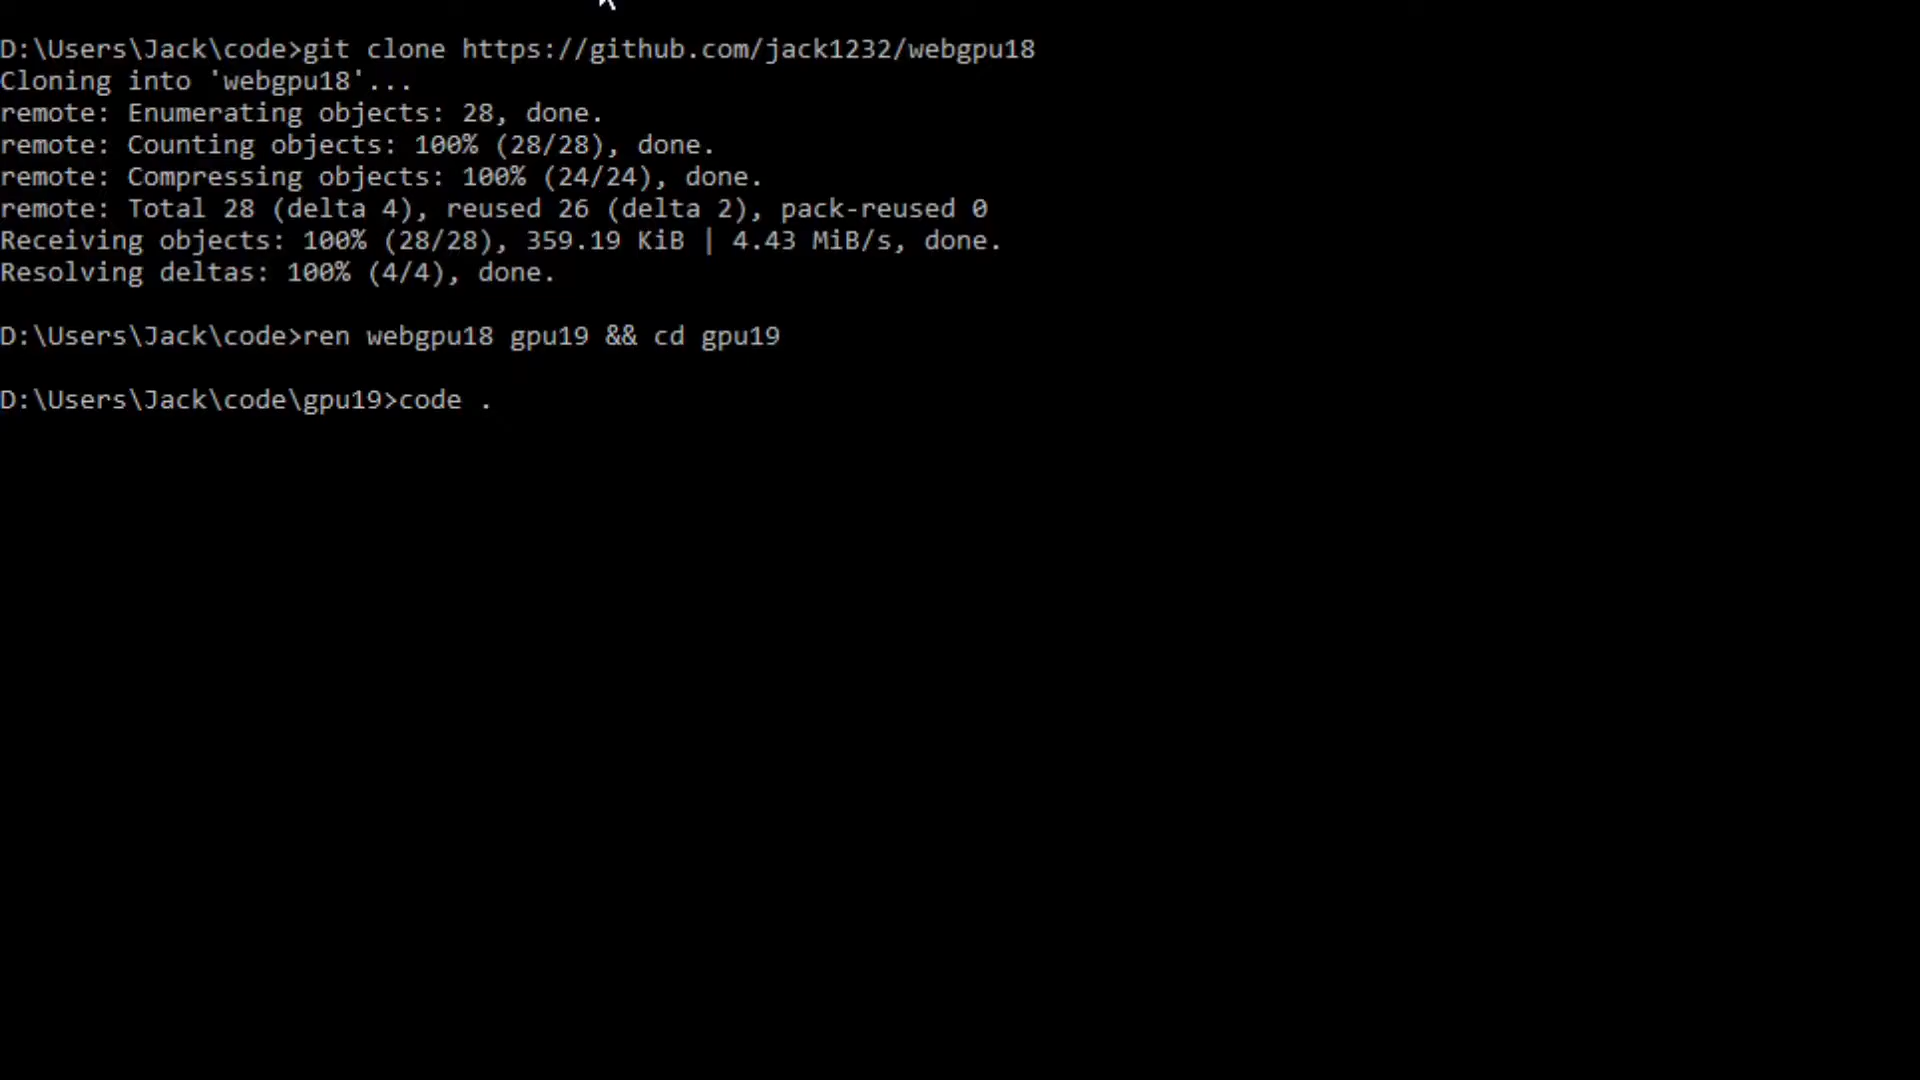 D:\Users\Jack\code>git clone https://github.com/jack1232/webgpu18
Cloning into 'webgpu18'...
remote: Enumerating objects: 28, done.
remote: Counting objects: 100% (28/28), done.
remote: Compressing objects: 100% (24/24), done.
remote: Total 28 (delta 4), reused 26 (delta 2), pack-reused 0
Receiving objects: 100% (28/28), 359.19 KiB | 4.43 MiB/s, done.
Resolving deltas: 100% (4/4), done.
D:\Users\Jack\code>ren webgpu18 gpu19 && cd gpu19
D:\Users\Jack\code\gpu19>code .